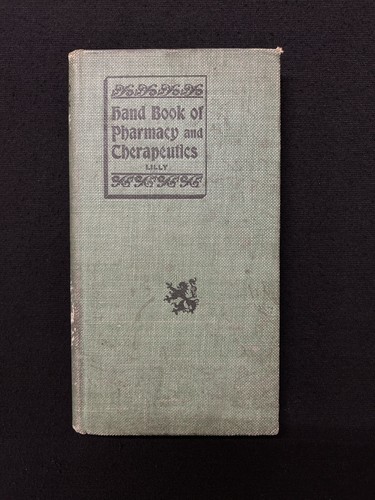 Hand Book of
Pharmacy and
Therapeutics
LILLY